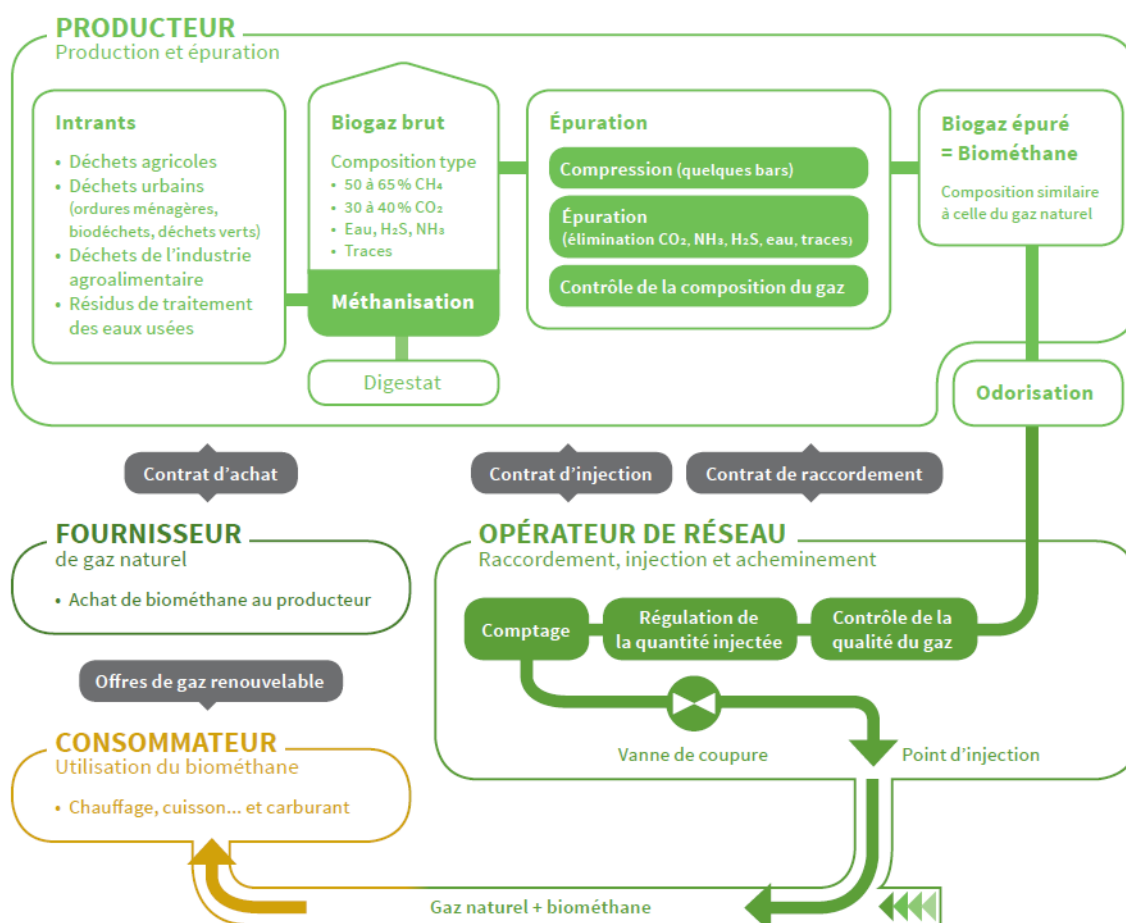 PRODUCTEUR
Production et épuration
Intrants
• Déchets agricoles
• Déchets urbains
(ordures ménagères,
biodéchets, déchets verts)
• Déchets de l'industrie
agroalimentaire
• Résidus de traitement
des eaux usées
Biogaz brut
Composition type
• 50 à 65 % CH₄
• 30 à 40 % CO₂
• Eau, H₂S, NH₃
• Traces
Méthanisation
Digestat
Épuration
Compression (quelques bars)
Épuration
(élimination CO₂, NH₃, H₂S, eau, traces)
Contrôle de la composition du gaz
Biogaz épuré
= Biométhane
Composition similaire
à celle du gaz naturel
Odorisation
Contrat d'achat
Contrat d'injection
Contrat de raccordement
FOURNISSEUR
de gaz naturel
• Achat de biométhane au producteur
OPÉRATEUR DE RÉSEAU
Raccordement, injection et acheminement
Comptage
Régulation de
la quantité injectée
Contrôle de la
qualité du gaz
Vanne de coupure
Point d'injection
Offres de gaz renouvelable
CONSOMMATEUR
Utilisation du biométhane
• Chauffage, cuisson... et carburant
Gaz naturel + biométhane